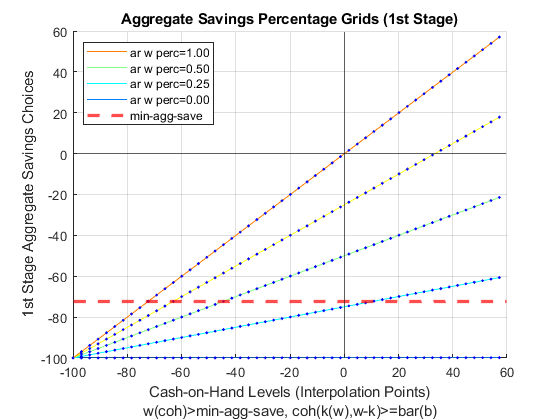 Aggregate Savings Percentage Grids (1st Stage)
1st Stage Aggregate Savings Choices
60
40
20
0
-20
-40
-60
-80
-100
ar w perc=1.00
ar w perc=0.50
ar w perc=0.25
ar w perc=0.00
min-agg-save
-100 -80 -60 -40 -20 0 20 40 60
Cash-on-Hand Levels (Interpolation Points)
w(coh)>min-agg-save, coh(k(w),w-k)>=bar(b)